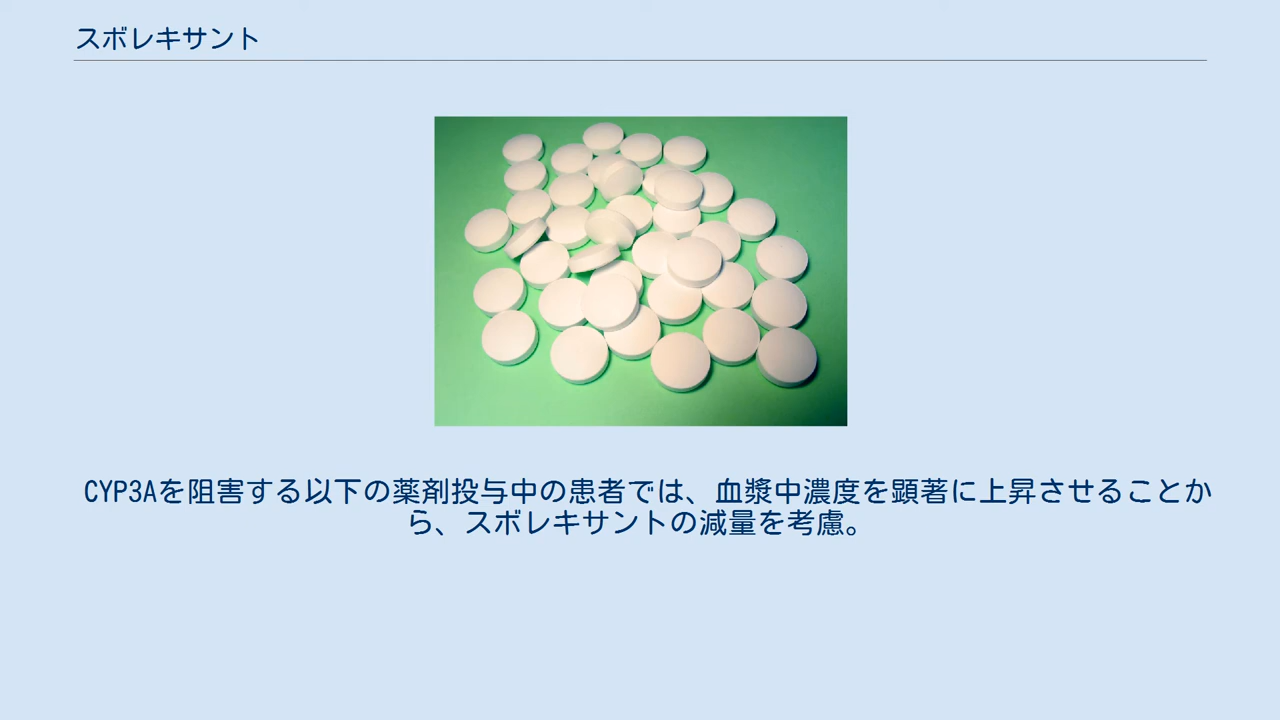 スボレキサント
CYP3Aを阻害する以下の薬剤投与中の患者では、血漿中濃度を顕著に上昇させることか
ら、スボレキサントの減量を考慮。